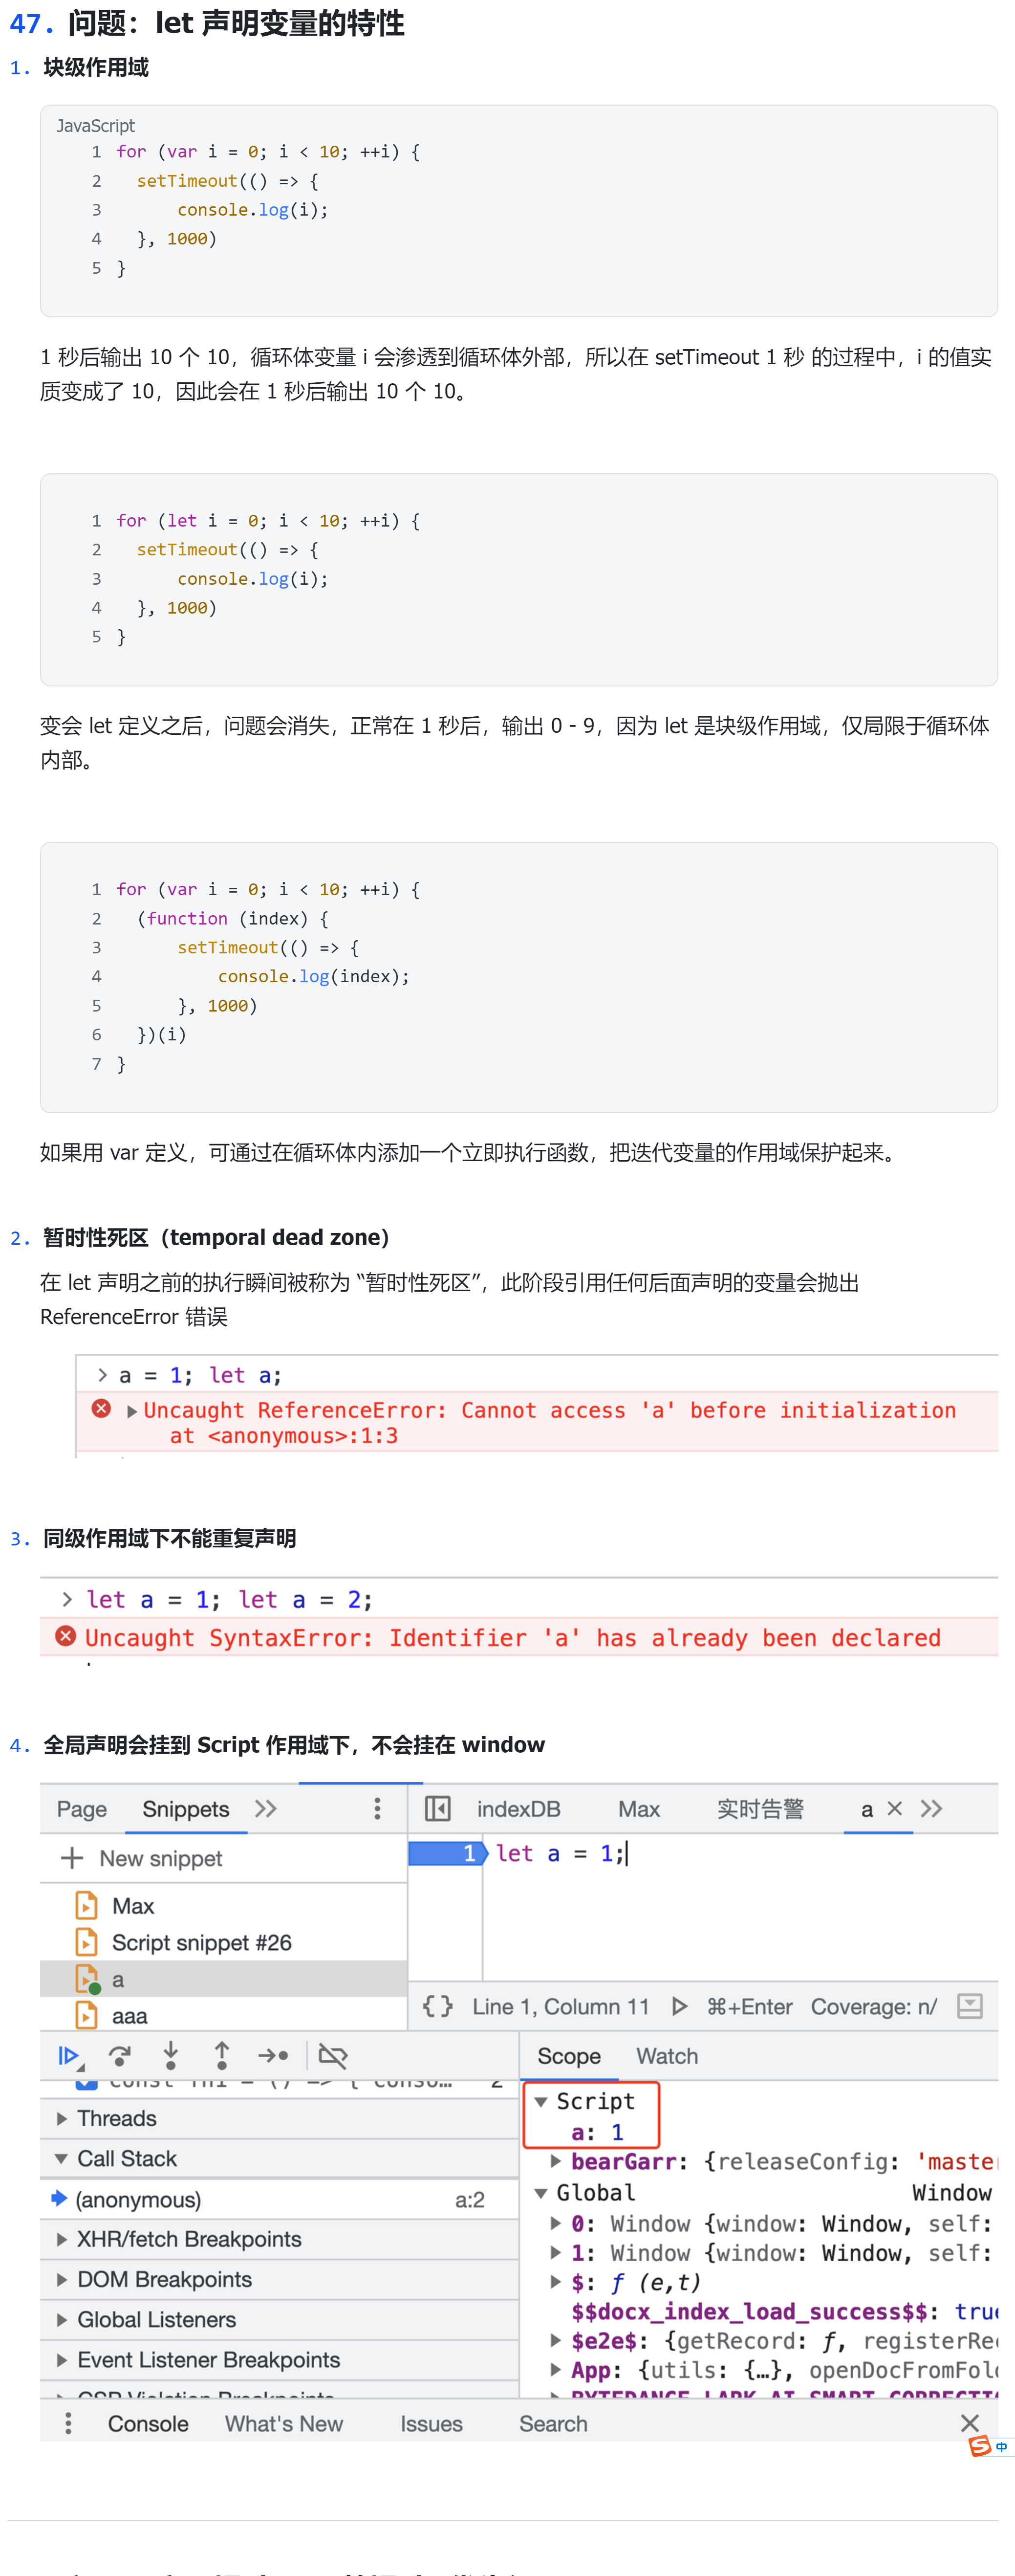 47. 问题：let 声明变量的特性
1. 块级作用域
JavaScript
1 for (var i = 0; i < 10; ++i) {
2   setTimeout(() => {
3       console.log(i);
4   }, 1000)
5 }
1 秒后输出 10 个 10，循环体变量 i 会渗透到循环体外部，所以在 setTimeout 1 秒 的过程中，i 的值实
质变成了 10，因此会在 1 秒后输出 10 个 10。
1 for (let i = 0; i < 10; ++i) {
2   setTimeout(() => {
3       console.log(i);
4   }, 1000)
5 }
变会 let 定义之后，问题会消失，正常在 1 秒后，输出 0 - 9，因为 let 是块级作用域，仅局限于循环体
内部。
1 for (var i = 0; i < 10; ++i) {
2   (function (index) {
3       setTimeout(() => {
4           console.log(index);
5       }, 1000)
6   })(i)
7 }
如果用 var 定义，可通过在循环体内添加一个立即执行函数，把迭代变量的作用域保护起来。
2. 暂时性死区（temporal dead zone）
在 let 声明之前的执行瞬间被称为 “暂时性死区”，此阶段引用任何后面声明的变量会抛出
ReferenceError 错误
> a = 1; let a;
Uncaught ReferenceError: Cannot access 'a' before initialization
at <anonymous>:1:3
3. 同级作用域下不能重复声明
> let a = 1; let a = 2;
Uncaught SyntaxError: Identifier 'a' has already been declared
4. 全局声明会挂到 Script 作用域下，不会挂在 window
Page Snippets indexDB Max 实时告警 a
New snippet
1 let a = 1;
Max
Script snippet #26
a
aaa
{} Line 1, Column 11 ⌘+Enter Coverage: n/
Scope Watch
const fn1 = () => { conso… 2
Threads
Call Stack
(anonymous) a:2
XHR/fetch Breakpoints
DOM Breakpoints
Global Listeners
Event Listener Breakpoints
CSP Violation Breakpoints
Script
a: 1
bearGarr: {releaseConfig: 'master
Global Window
0: Window {window: Window, self:
1: Window {window: Window, self:
$: ƒ (e,t)
$$docx_index_load_success$$: true
$e2e$: {getRecord: ƒ, registerRec
App: {utils: {…}, openDocFromFold
Console What's New Issues Search
中